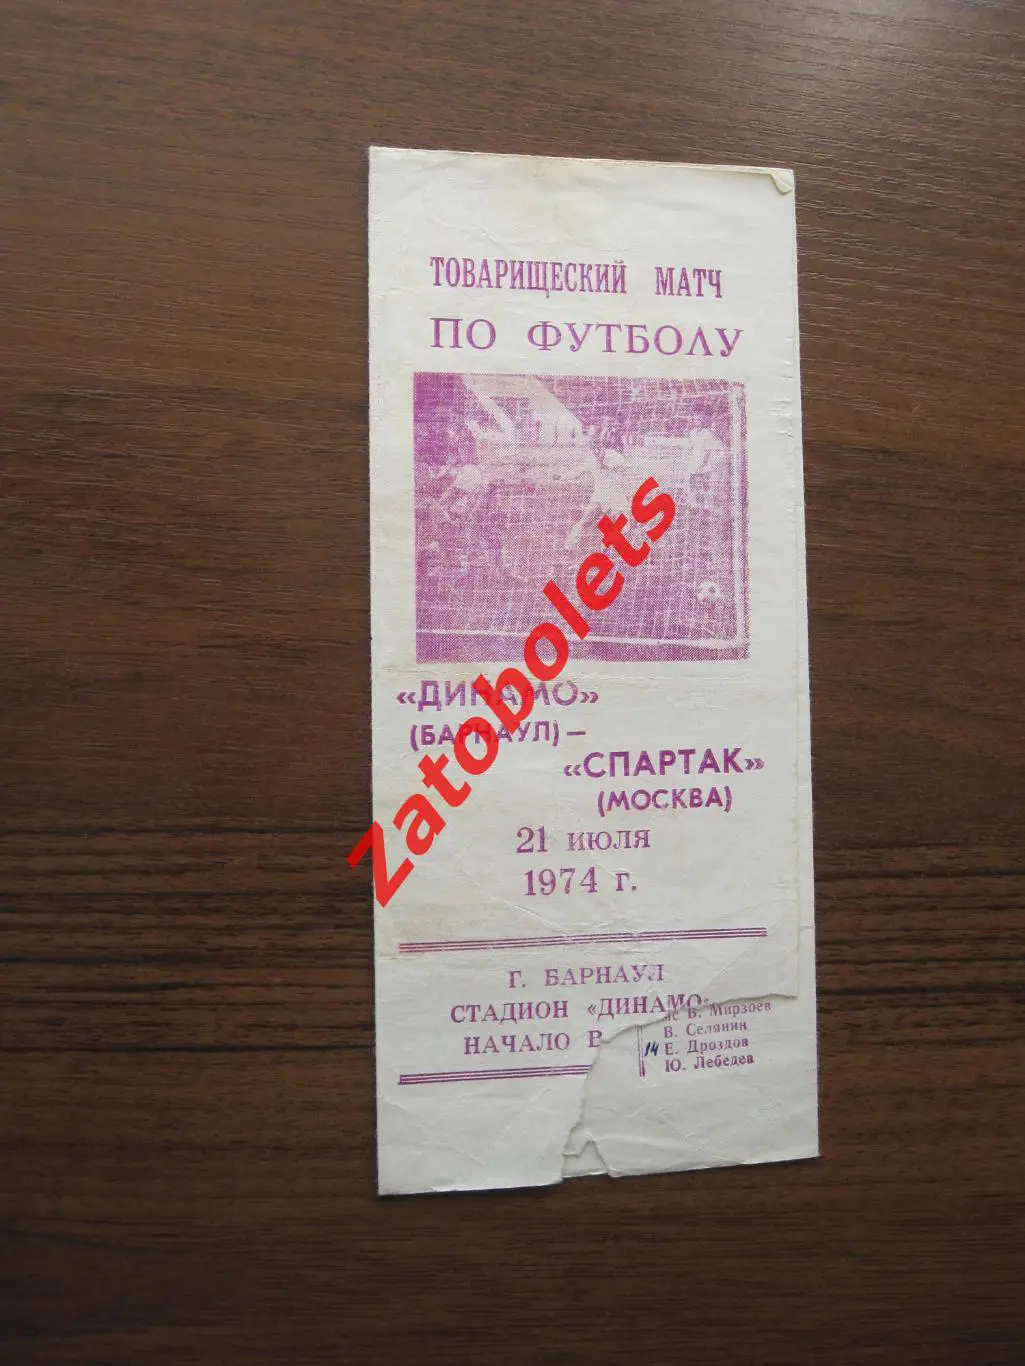 ТОВАРИЩЕСКИЙ МАТЧ
ПО ФУТБОЛУ
«ДИНАМО»
(БАРНАУЛ) –
«СПАРТАК»
(МОСКВА)
21 ИЮЛЯ
1974 г.
Г. БАРНАУЛ
СТАДИОН «ДИНАМО»
НАЧАЛО В
мс В. Мирзоев
В. Селянин
14 Е. Дроздов
Ю. Лебедев
Zatobolets